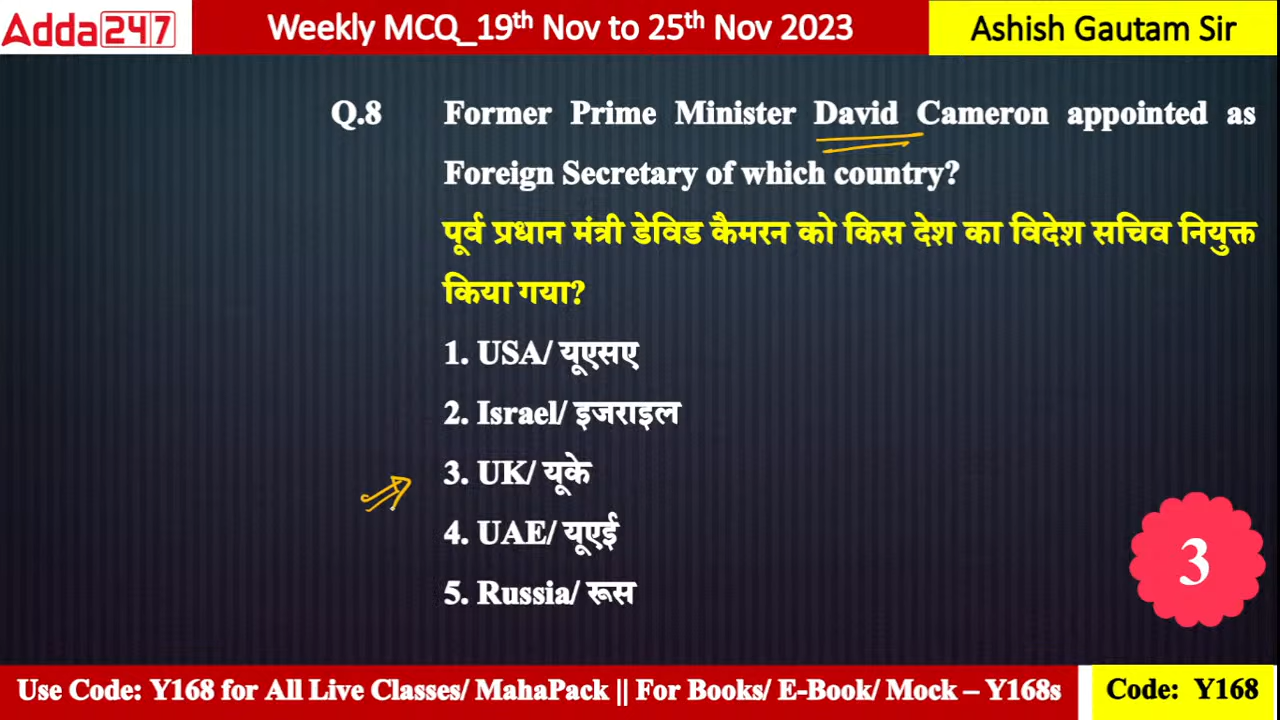 Adda247
Weekly MCQ_19th Nov to 25th Nov 2023
Ashish Gautam Sir
Q.8 Former Prime Minister David Cameron appointed as
Foreign Secretary of which country?
पूर्व प्रधान मंत्री डेविड कैमरन को किस देश का विदेश सचिव नियुक्त
किया गया?
1. USA/ यूएसए
2. Israel/ इजराइल
3. UK/ यूके
4. UAE/ यूएई
5. Russia/ रूस
3
Use Code: Y168 for All Live Classes/ MahaPack || For Books/ E-Book/ Mock – Y168s
Code: Y168